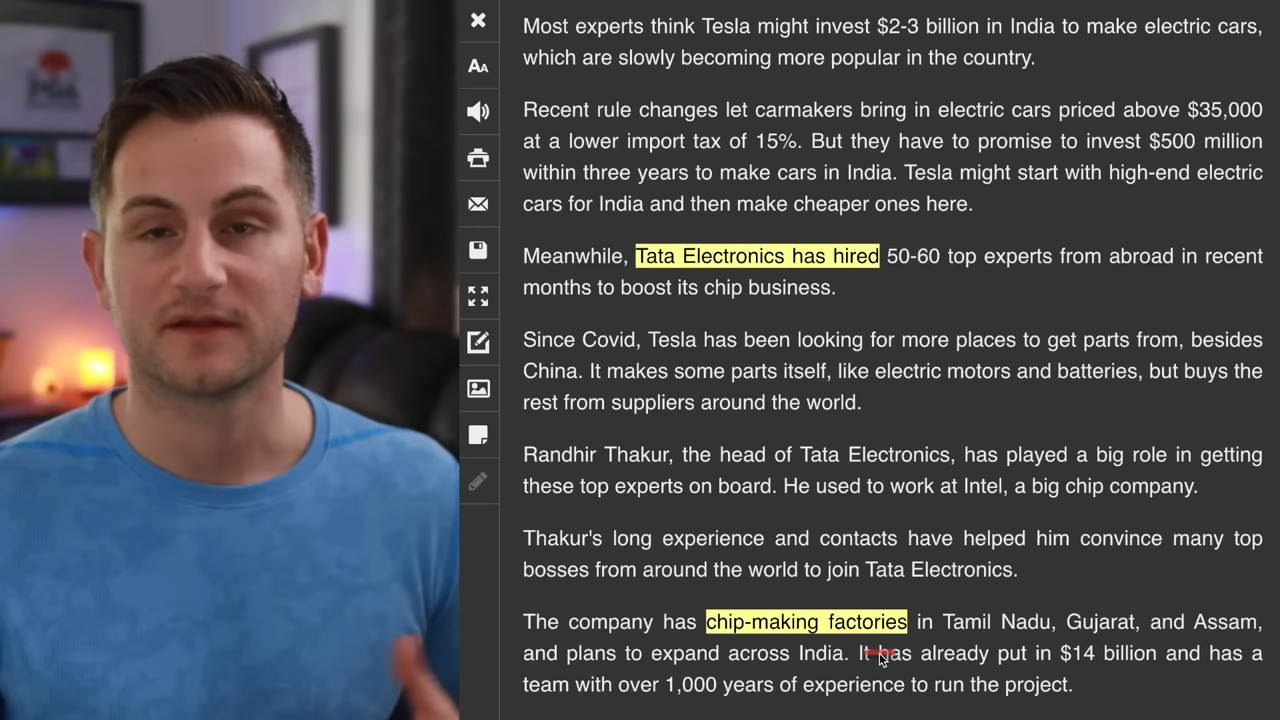 Most experts think Tesla might invest $2-3 billion in India to make electric cars,
which are slowly becoming more popular in the country.
Recent rule changes let carmakers bring in electric cars priced above $35,000
at a lower import tax of 15%. But they have to promise to invest $500 million
within three years to make cars in India. Tesla might start with high-end electric
cars for India and then make cheaper ones here.
Meanwhile, Tata Electronics has hired 50-60 top experts from abroad in recent
months to boost its chip business.
Since Covid, Tesla has been looking for more places to get parts from, besides
China. It makes some parts itself, like electric motors and batteries, but buys the
rest from suppliers around the world.
Randhir Thakur, the head of Tata Electronics, has played a big role in getting
these top experts on board. He used to work at Intel, a big chip company.
Thakur's long experience and contacts have helped him convince many top
bosses from around the world to join Tata Electronics.
The company has chip-making factories in Tamil Nadu, Gujarat, and Assam,
and plans to expand across India. It has already put in $14 billion and has a
team with over 1,000 years of experience to run the project.